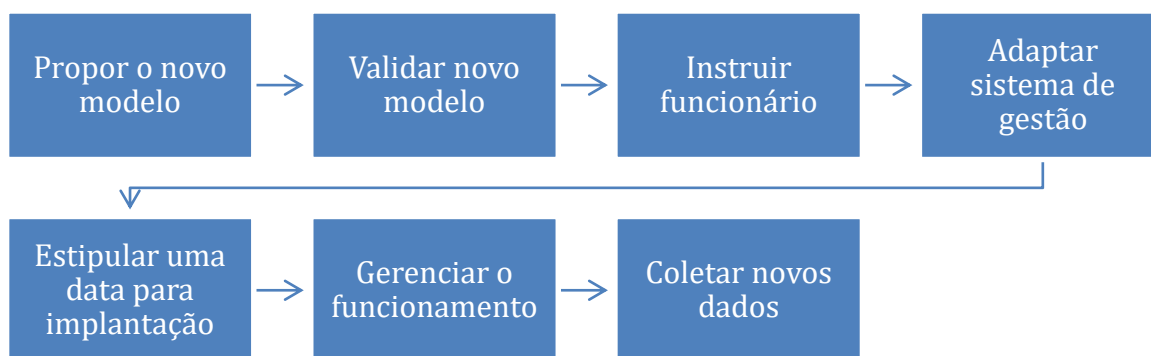 Propor o novo
modelo
Validar novo
modelo
Instruir
funcionário
Adaptar
sistema de
gestão
Estipular uma
data para
implantação
Gerenciar o
funcionamento
Coletar novos
dados